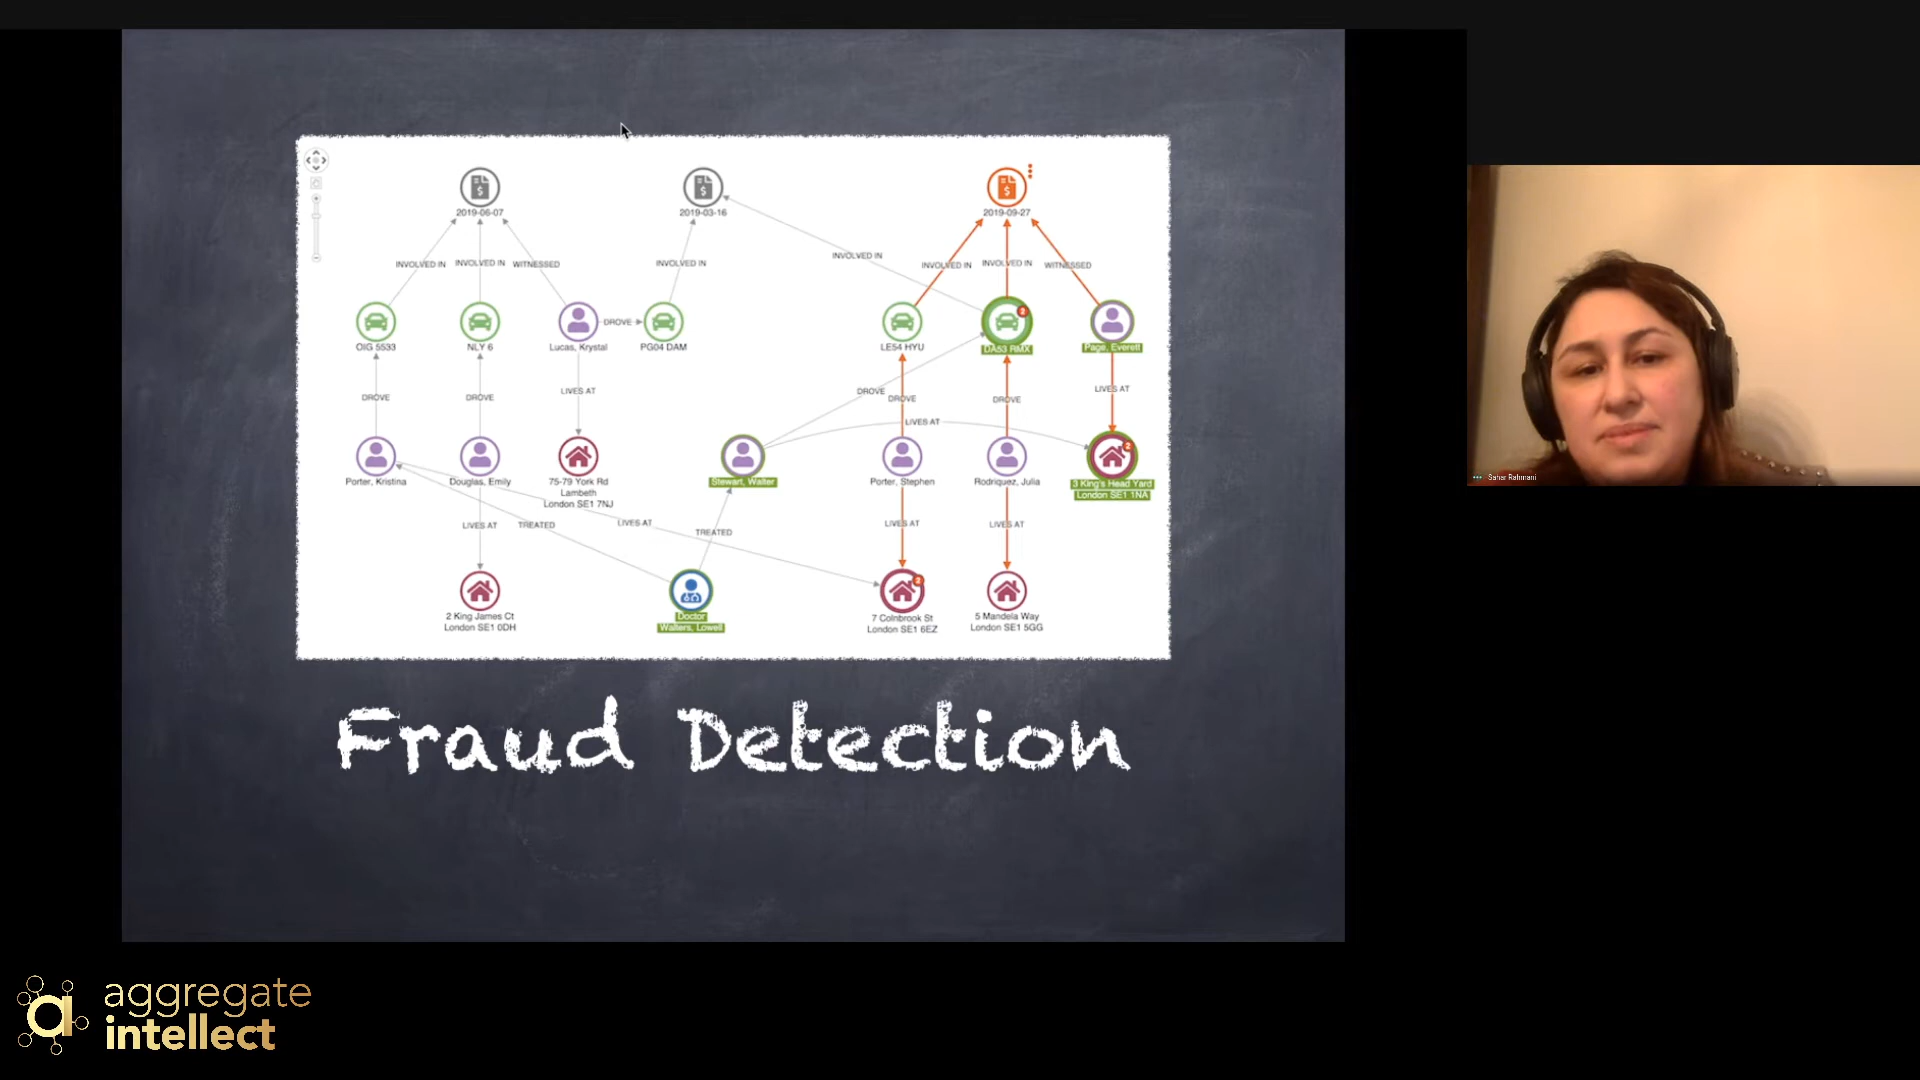 2019-06-07
2019-03-16
2019-09-27
INVOLVED IN
INVOLVED IN
WITNESSED
INVOLVED IN
INVOLVED IN
INVOLVED IN
INVOLVED IN
WITNESSED
OIG 5533
NLY 6
Lucas, Krystal
DROVE
PG04 DAM
LE54 HYU
DA53 RMX
2
Page, Everett
DROVE
DROVE
LIVES AT
DROVE
DROVE
DROVE
LIVES AT
LIVES AT
2
Porter, Kristina
Douglas, Emily
75-79 York Rd
Lambeth
London SE1 7NJ
Stewart, Walter
Porter, Stephen
Rodriquez, Julia
3 King's Head Yard
London SE1 1NA
LIVES AT
TREATED
LIVES AT
TREATED
LIVES AT
LIVES AT
2
2 King James Ct
London SE1 0DH
Doctor
Walters, Lowell
7 Colnbrook St
London SE1 6EZ
5 Mandela Way
London SE1 5GG
Fraud Detection
Sahar Rahmani
aggregate
intellect